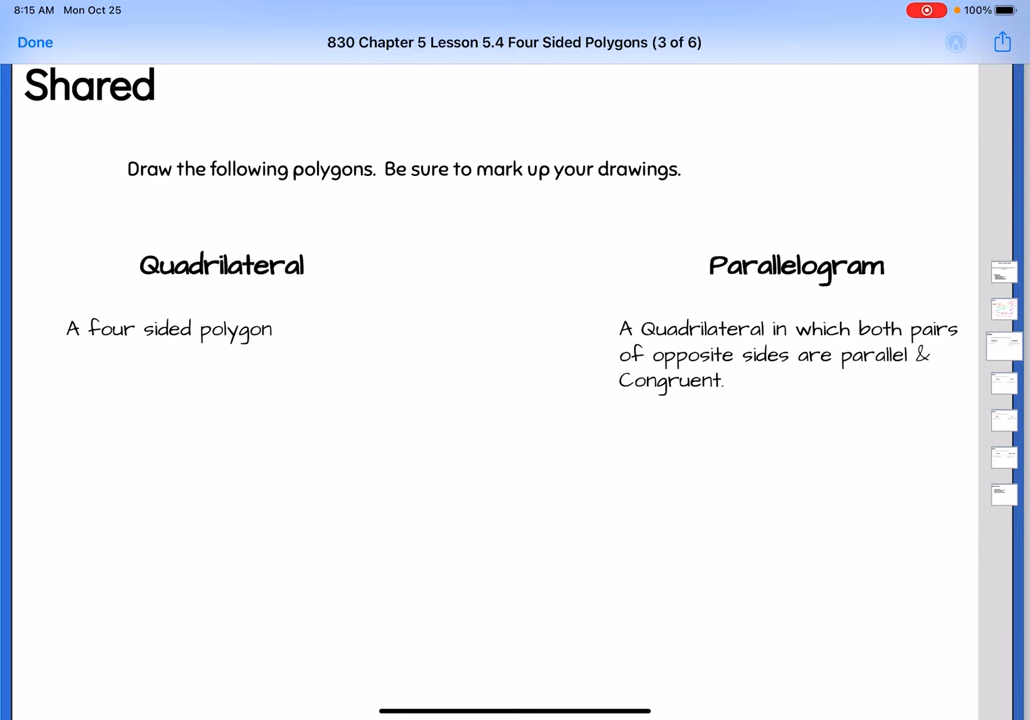 8:15 AM Mon Oct 25
100%
Done
830 Chapter 5 Lesson 5.4 Four Sided Polygons (3 of 6)
Shared
Draw the following polygons. Be sure to mark up your drawings.
Quadrilateral
A four sided polygon
Parallelogram
A Quadrilateral in which both pairs
of opposite sides are parallel &
Congruent.